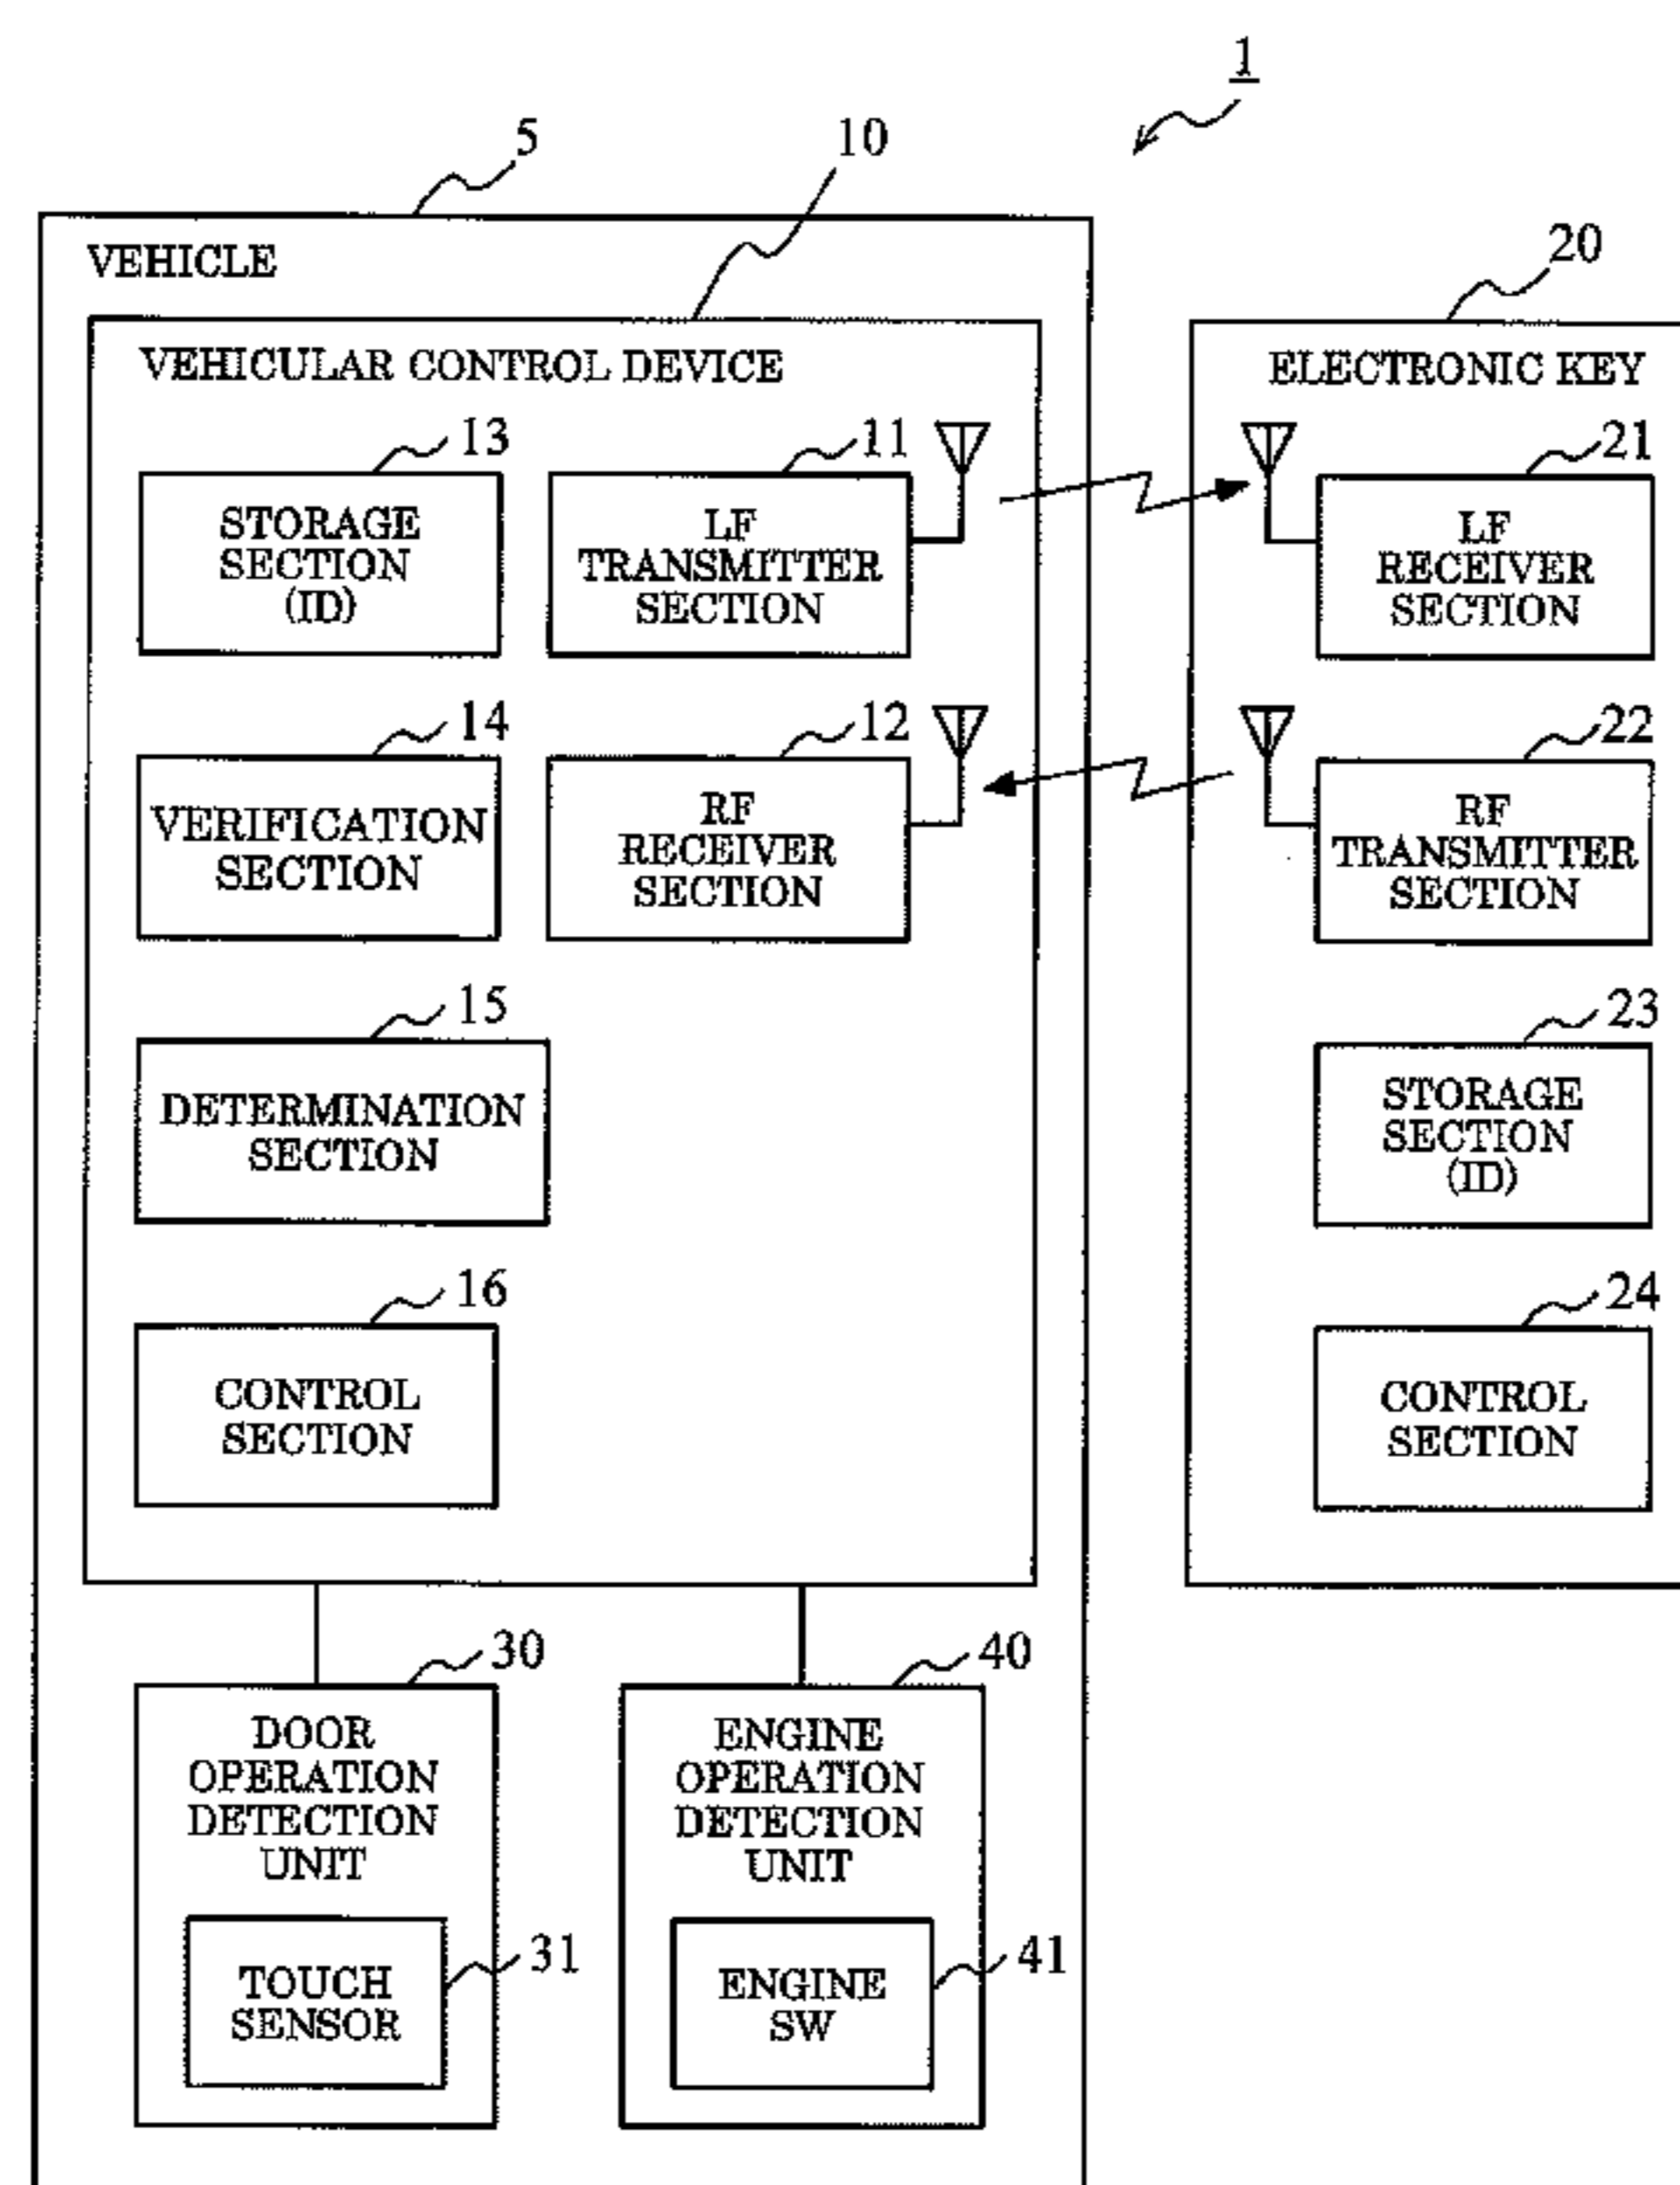 1
5
10
VEHICLE
20
VEHICULAR CONTROL DEVICE
ELECTRONIC KEY
13
11
21
STORAGE
SECTION
(ID)
LF
TRANSMITTER
SECTION
LF
RECEIVER
SECTION
14
12
22
VERIFICATION
SECTION
RF
RECEIVER
SECTION
RF
TRANSMITTER
SECTION
15
23
DETERMINATION
SECTION
STORAGE
SECTION
(ID)
16
24
CONTROL
SECTION
CONTROL
SECTION
30
40
DOOR
OPERATION
DETECTION
UNIT
ENGINE
OPERATION
DETECTION
UNIT
31
41
TOUCH
SENSOR
ENGINE
SW